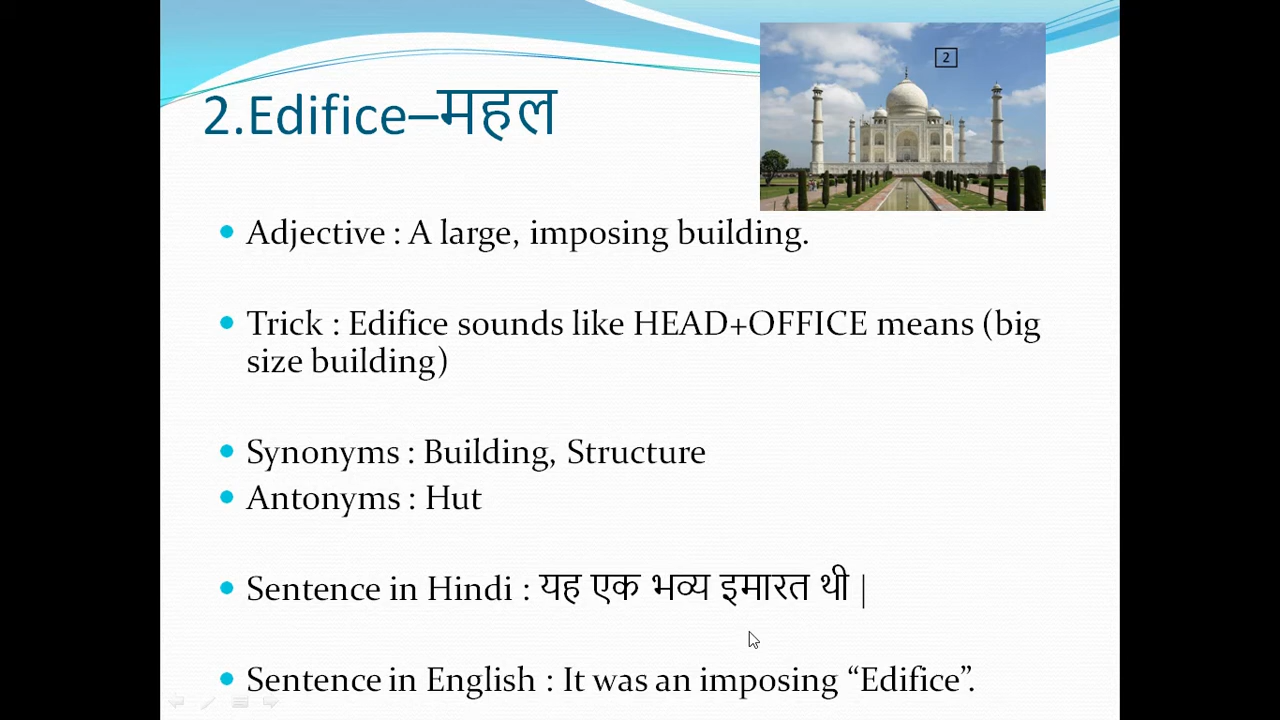 2
2.Edifice–महल
Adjective : A large, imposing building.
Trick : Edifice sounds like HEAD+OFFICE means (big
size building)
Synonyms : Building, Structure
Antonyms : Hut
Sentence in Hindi : यह एक भव्य इमारत थी |
Sentence in English : It was an imposing “Edifice”.